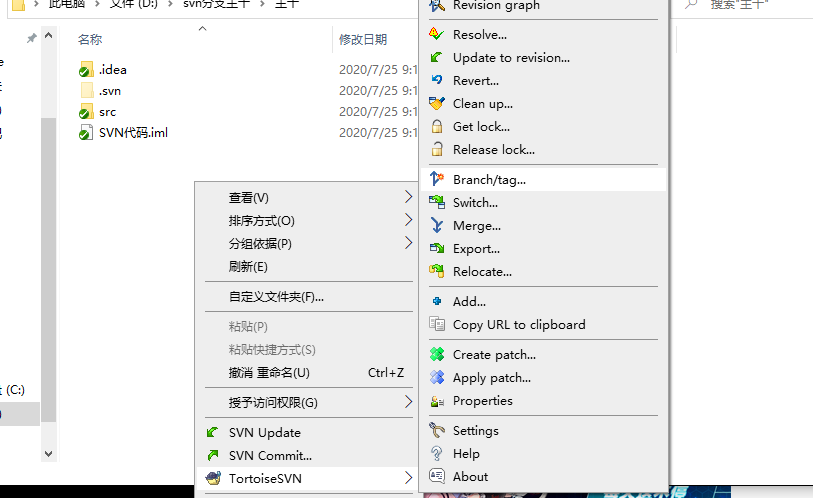 此电脑 > 文件 (D:) > svn分支主干 > 主干
搜索"主干"
名称
修改日期
.idea
2020/7/25 9:1
.svn
2020/7/25 9:1
src
2020/7/25 9:1
SVN代码.iml
2020/7/25 9:1
(C:)
查看(V)
排序方式(O)
分组依据(P)
刷新(E)
自定义文件夹(F)...
粘贴(P)
粘贴快捷方式(S)
撤消 重命名(U) Ctrl+Z
授予访问权限(G)
SVN Update
SVN Commit...
TortoiseSVN
Revision graph
Resolve...
Update to revision...
Revert...
Clean up...
Get lock...
Release lock...
Branch/tag...
Switch...
Merge...
Export...
Relocate...
Add...
Copy URL to clipboard
Create patch...
Apply patch...
Properties
Settings
Help
About